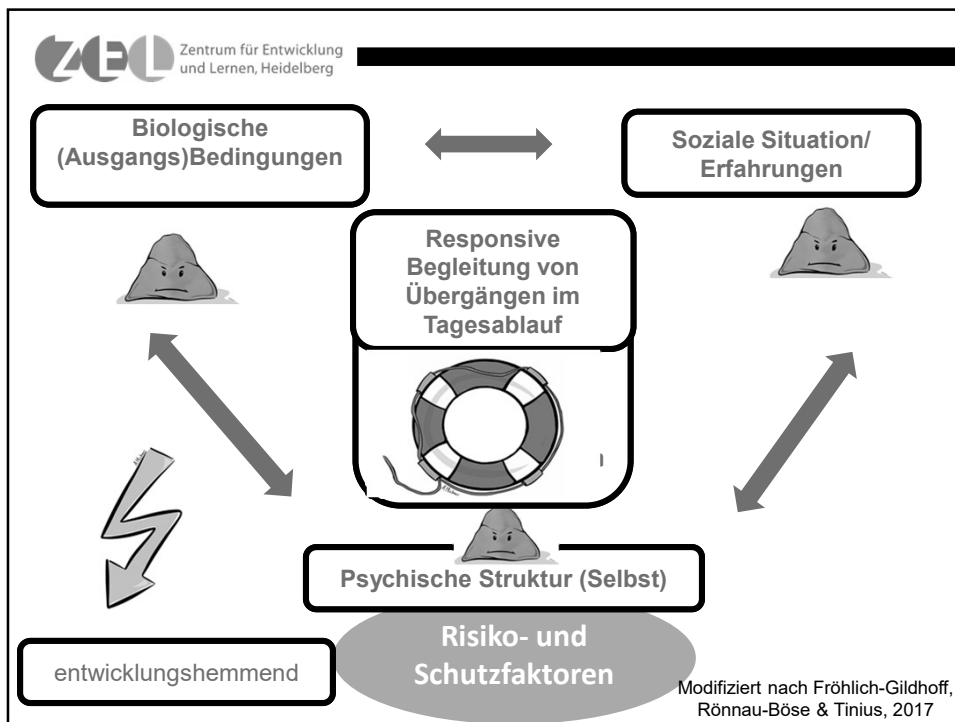 ZEL
Zentrum für Entwicklung
und Lernen, Heidelberg
Biologische
(Ausgangs)Bedingungen
Soziale Situation/
Erfahrungen
Responsive
Begleitung von
Übergängen im
Tagesablauf
Psychische Struktur (Selbst)
Risiko- und
Schutzfaktoren
entwicklungshemmend
Modifiziert nach Fröhlich-Gildhoff,
Rönnau-Böse & Tinius, 2017